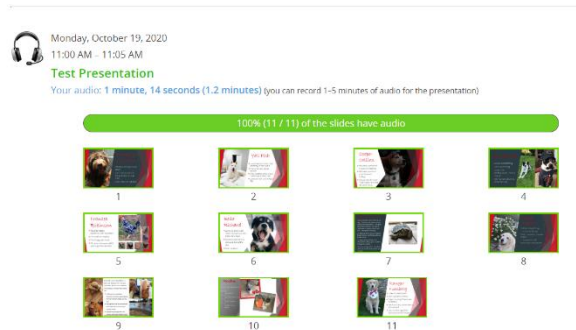 Monday, October 19, 2020
11:00 AM – 11:05 AM
Test Presentation
Your audio: 1 minute, 14 seconds (1.2 minutes) (you can record 1–5 minutes of audio for the presentation)
100% (11 / 11) of the slides have audio
1
2
3
4
5
6
7
8
9
10
11